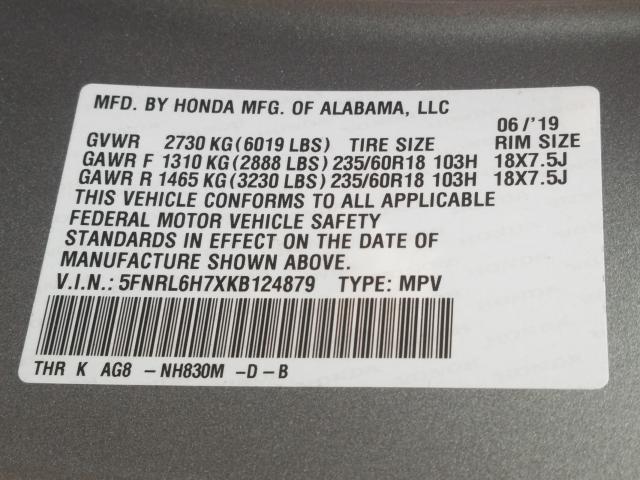 MFD. BY HONDA MFG. OF ALABAMA, LLC
06/'19
GVWR 2730 KG (6019 LBS) TIRE SIZE RIM SIZE
GAWR F 1310 KG (2888 LBS) 235/60R18 103H 18X7.5J
GAWR R 1465 KG (3230 LBS) 235/60R18 103H 18X7.5J
THIS VEHICLE CONFORMS TO ALL APPLICABLE
FEDERAL MOTOR VEHICLE SAFETY
STANDARDS IN EFFECT ON THE DATE OF
MANUFACTURE SHOWN ABOVE.
V.I.N.: 5FNRL6H7XKB124879 TYPE: MPV
THR K AG8 -NH830M -D-B